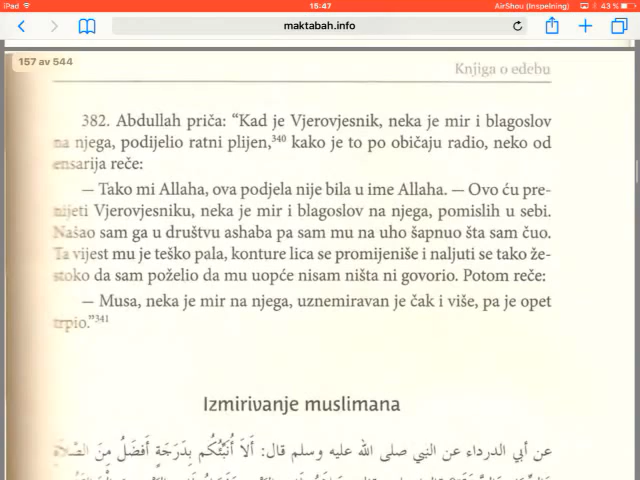 iPad
15:47
AirShou (Inspelning)
43 %
maktabah.info
157 av 544
Knjiga o edebu
382. Abdullah priča: “Kad je Vjerovjesnik, neka je mir i blagoslov
na njega, podijelio ratni plijen,340 kako je to po običaju radio, neko od
ensarija reče:
— Tako mi Allaha, ova podjela nije bila u ime Allaha. — Ovo ću pre-
nijeti Vjerovjesniku, neka je mir i blagoslov na njega, pomislih u sebi.
Našao sam ga u društvu ashaba pa sam mu na uho šapnuo šta sam čuo.
Ta vijest mu je teško pala, konture lica se promijeniše i naljuti se tako že-
stoko da sam poželio da mu uopće nisam ništa ni govorio. Potom reče:
— Musa, neka je mir na njega, uznemiravan je čak i više, pa je opet
trpio.”341
Izmirivanje muslimana
عن أبي الدرداء عن النبي صلى الله عليه وسلم قال: أَلَا أُنَبِّئُكُم بِدَرَجَةٍ أَفْضَلُ مِنَ الصَّلَاةِ